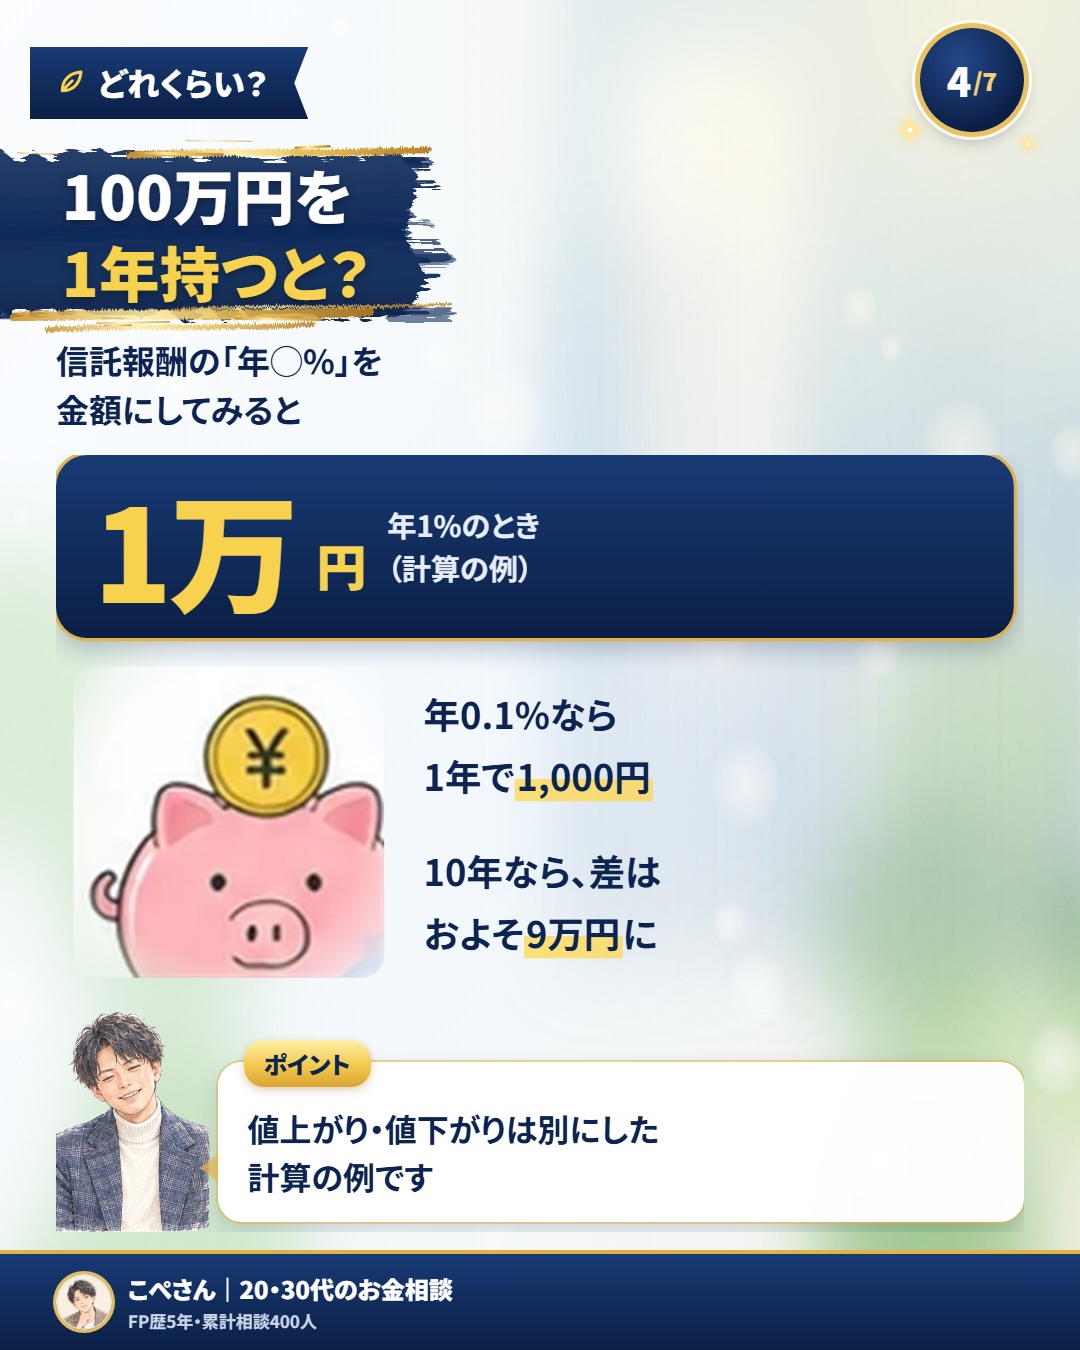 どれくらい？
4/7
100万円を
1年持つと？
信託報酬の「年◯%」を
金額にしてみると
1万円
年1%のとき
（計算の例）
¥
年0.1%なら
1年で1,000円
10年なら、差は
およそ9万円に
ポイント
値上がり・値下がりは別にした
計算の例です
こぺさん｜20・30代のお金相談
FP歴5年・累計相談400人